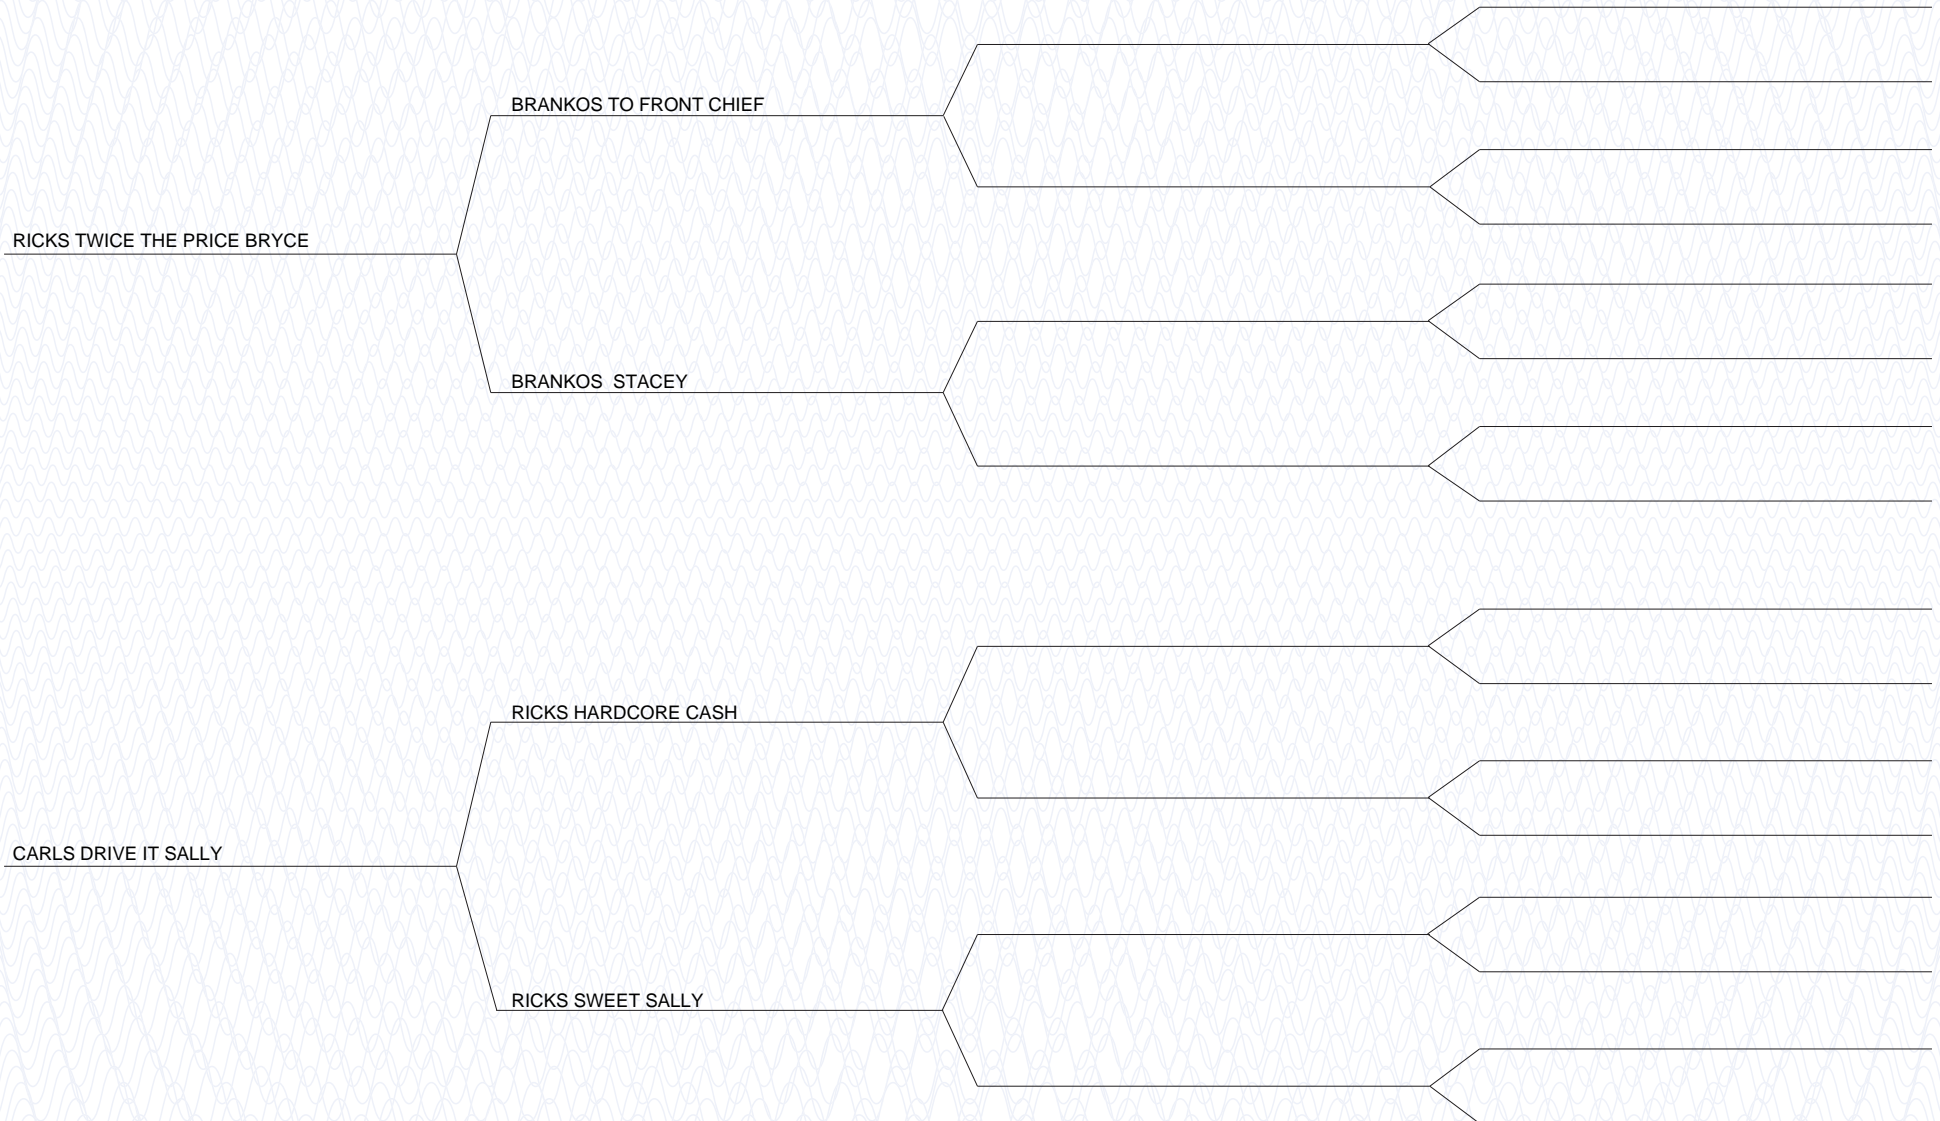 BRANKOS TO FRONT CHIEF
RICKS TWICE THE PRICE BRYCE
BRANKOS  STACEY
RICKS HARDCORE CASH
CARLS DRIVE IT SALLY
RICKS SWEET SALLY